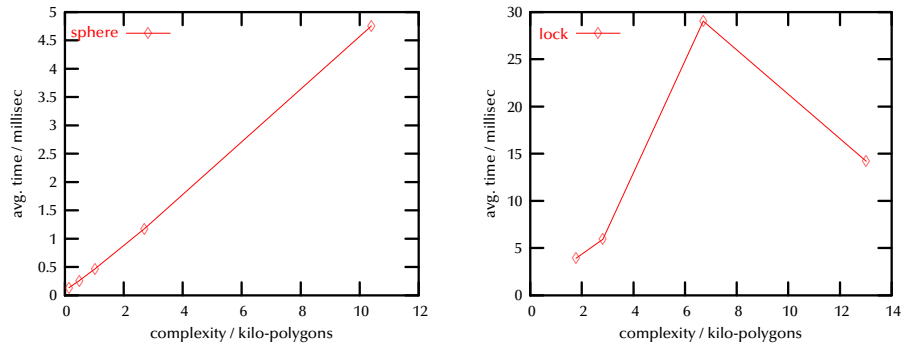 sphere
avg. time / millisec
5
4.5
4
3.5
3
2.5
2
1.5
1
0.5
0
0 2 4 6 8 10 12
complexity / kilo-polygons
lock
avg. time / millisec
30
25
20
15
10
5
0
0 2 4 6 8 10 12 14
complexity / kilo-polygons